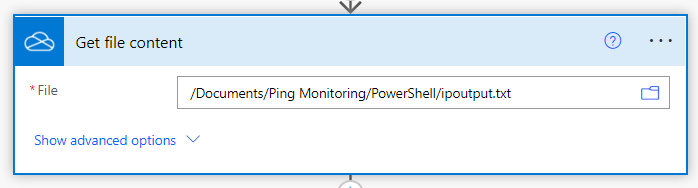 Get file content
* File
/Documents/Ping Monitoring/PowerShell/ipoutput.txt
Show advanced options